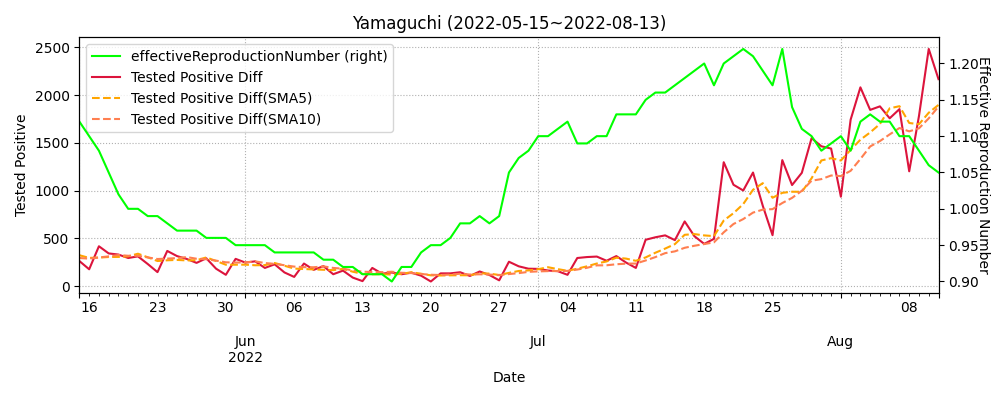 Yamaguchi (2022-05-15~2022-08-13)
effectiveReproductionNumber (right)
Tested Positive Diff
Tested Positive Diff(SMA5)
Tested Positive Diff(SMA10)
Tested Positive
2500
2000
1500
1000
500
0
1.20
1.15
1.10
1.05
1.00
0.95
0.90
Effective Reproduction Number
16 23 30 06 13 20 27 04 11 18 25 08
Jun Jul Aug
2022
Date